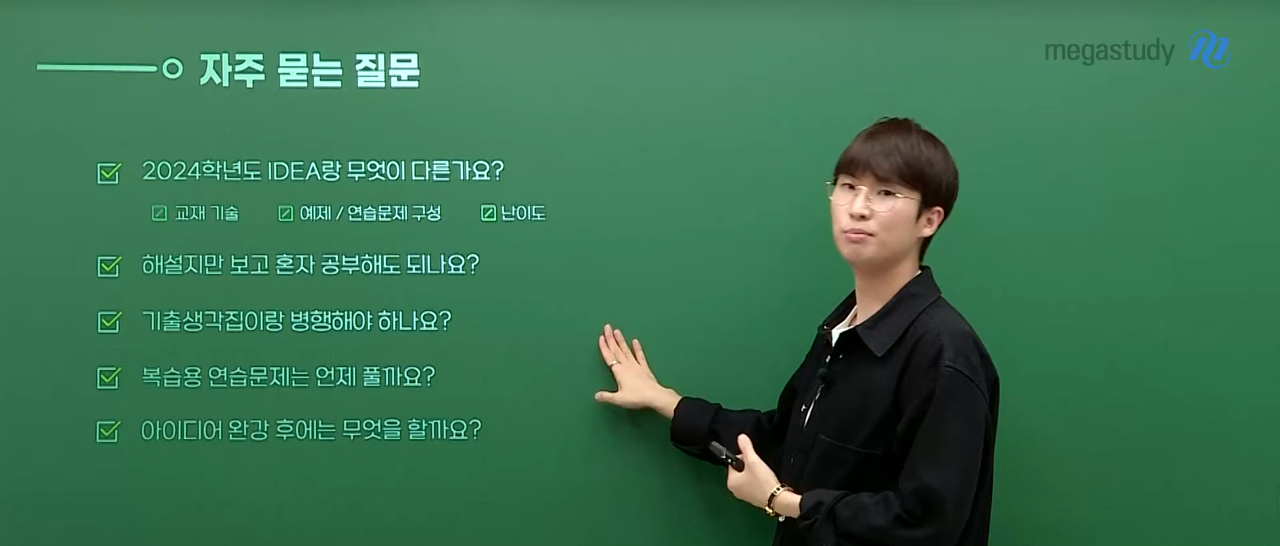 megastudy
자주 묻는 질문
2024학년도 IDEA랑 무엇이 다른가요?
교재 기술 예제 / 연습문제 구성 난이도
해설지만 보고 혼자 공부해도 되나요?
기출생각집이랑 병행해야 하나요?
복습용 연습문제는 언제 풀까요?
아이디어 완강 후에는 무엇을 할까요?